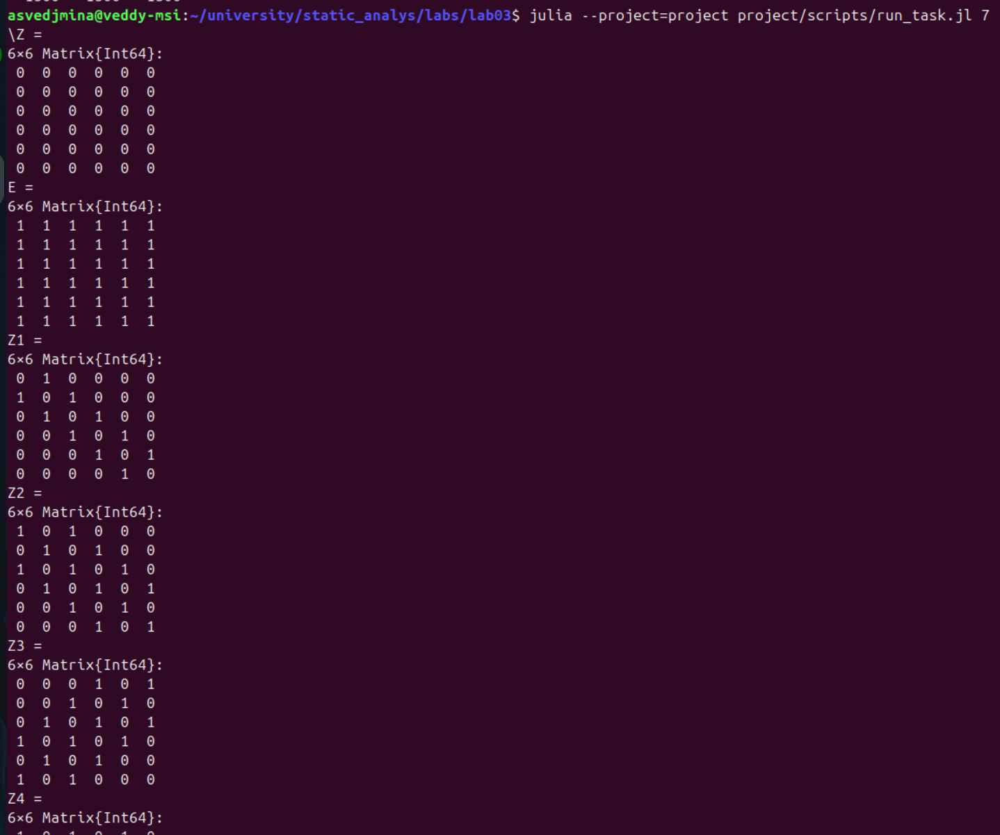 asvedjmina@veddy-msi:~/university/static_analys/labs/lab03$ julia --project=project project/scripts/run_task.jl 7
\Z =
6×6 Matrix{Int64}:
0 0 0 0 0 0
0 0 0 0 0 0
0 0 0 0 0 0
0 0 0 0 0 0
0 0 0 0 0 0
0 0 0 0 0 0
E =
6×6 Matrix{Int64}:
1 1 1 1 1 1
1 1 1 1 1 1
1 1 1 1 1 1
1 1 1 1 1 1
1 1 1 1 1 1
1 1 1 1 1 1
Z1 =
6×6 Matrix{Int64}:
0 1 0 0 0 0
1 0 1 0 0 0
0 1 0 1 0 0
0 0 1 0 1 0
0 0 0 1 0 1
0 0 0 0 1 0
Z2 =
6×6 Matrix{Int64}:
1 0 1 0 0 0
0 1 0 1 0 0
1 0 1 0 1 0
0 1 0 1 0 1
0 0 1 0 1 0
0 0 0 1 0 1
Z3 =
6×6 Matrix{Int64}:
0 0 0 1 0 1
0 0 1 0 1 0
0 1 0 1 0 1
1 0 1 0 1 0
0 1 0 1 0 0
1 0 1 0 0 0
Z4 =
6×6 Matrix{Int64}: